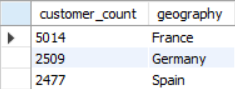 customer_count geography
5014 France
2509 Germany
2477 Spain